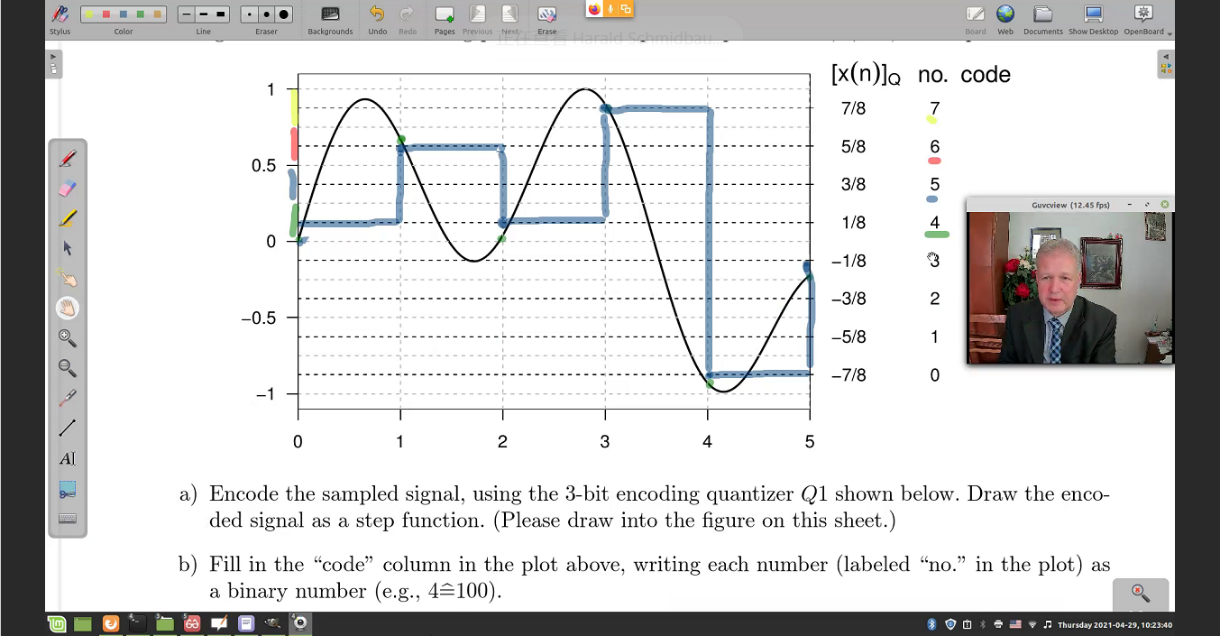 Stylus Color Line Eraser Backgrounds Undo Redo Pages Previous Next Erase Board Web Documents Show Desktop OpenBoard
Harald Schmidbau
[x(n)]Q no. code
1 7/8 7
5/8 6
0.5 3/8 5
1/8 4
0 −1/8 3
−3/8 2
−0.5 −5/8 1
−7/8 0
−1
0 1 2 3 4 5
Guvcview (12.45 fps)
a) Encode the sampled signal, using the 3-bit encoding quantizer Q1 shown below. Draw the enco-
ded signal as a step function. (Please draw into the figure on this sheet.)
b) Fill in the “code” column in the plot above, writing each number (labeled “no.” in the plot) as
a binary number (e.g., 4≙100).
Thursday 2021-04-29, 10:23:40